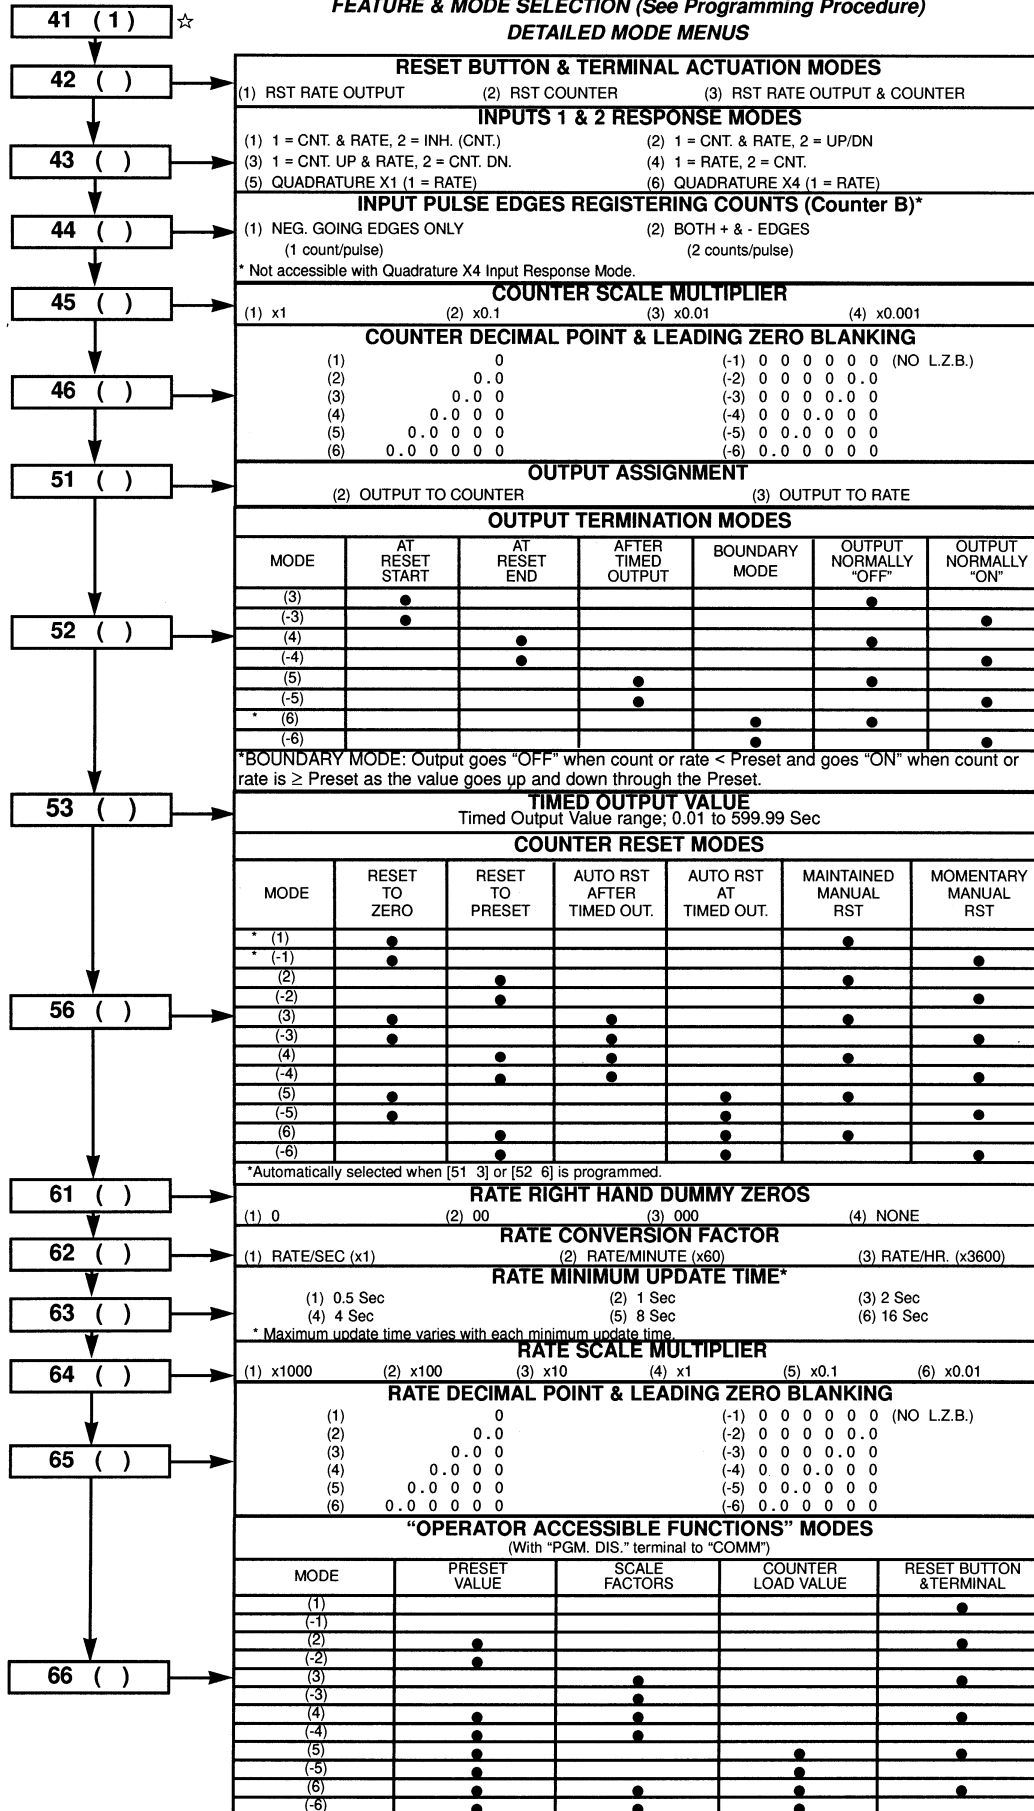 FEATURE & MODE SELECTION (See Programming Procedure)
41 (1) ☆
DETAILED MODE MENUS
42 ( )
RESET BUTTON & TERMINAL ACTUATION MODES
(1) RST RATE OUTPUT (2) RST COUNTER (3) RST RATE OUTPUT & COUNTER
43 ( )
INPUTS 1 & 2 RESPONSE MODES
(1) 1 = CNT. & RATE, 2 = INH. (CNT.) (2) 1 = CNT. & RATE, 2 = UP/DN
(3) 1 = CNT. UP & RATE, 2 = CNT. DN. (4) 1 = RATE, 2 = CNT.
(5) QUADRATURE X1 (1 = RATE) (6) QUADRATURE X4 (1 = RATE)
44 ( )
INPUT PULSE EDGES REGISTERING COUNTS (Counter B)*
(1) NEG. GOING EDGES ONLY (2) BOTH + & - EDGES
(1 count/pulse) (2 counts/pulse)
* Not accessible with Quadrature X4 Input Response Mode.
45 ( )
COUNTER SCALE MULTIPLIER
(1) x1 (2) x0.1 (3) x0.01 (4) x0.001
46 ( )
COUNTER DECIMAL POINT & LEADING ZERO BLANKING
(1) 0 (-1) 0 0 0 0 0 0 (NO L.Z.B.)
(2) 0.0 (-2) 0 0 0 0 0.0
(3) 0.0 0 (-3) 0 0 0 0.0 0
(4) 0.0 0 0 (-4) 0 0 0.0 0 0
(5) 0.0 0 0 0 (-5) 0 0.0 0 0 0
(6) 0.0 0 0 0 0 (-6) 0.0 0 0 0 0
51 ( )
OUTPUT ASSIGNMENT
(2) OUTPUT TO COUNTER (3) OUTPUT TO RATE
52 ( )
OUTPUT TERMINATION MODES
MODE AT RESET START AT RESET END AFTER TIMED OUTPUT BOUNDARY MODE OUTPUT NORMALLY "OFF" OUTPUT NORMALLY "ON"
(3) ● ●
(-3) ● ●
(4) ● ●
(-4) ● ●
(5) ● ●
(-5) ● ●
* (6) ● ●
(-6) ● ●
*BOUNDARY MODE: Output goes "OFF" when count or rate < Preset and goes "ON" when count or
rate is ≥ Preset as the value goes up and down through the Preset.
53 ( )
TIMED OUTPUT VALUE
Timed Output Value range; 0.01 to 599.99 Sec
56 ( )
COUNTER RESET MODES
MODE RESET TO ZERO RESET TO PRESET AUTO RST AFTER TIMED OUT. AUTO RST AT TIMED OUT. MAINTAINED MANUAL RST MOMENTARY MANUAL RST
* (1) ● ●
* (-1) ● ●
(2) ● ●
(-2) ● ●
(3) ● ● ●
(-3) ● ● ●
(4) ● ● ●
(-4) ● ● ●
(5) ● ● ●
(-5) ● ● ●
(6) ● ● ●
(-6) ● ● ●
*Automatically selected when [51 3] or [52 6] is programmed.
61 ( )
RATE RIGHT HAND DUMMY ZEROS
(1) 0 (2) 00 (3) 000 (4) NONE
62 ( )
RATE CONVERSION FACTOR
(1) RATE/SEC (x1) (2) RATE/MINUTE (x60) (3) RATE/HR. (x3600)
63 ( )
RATE MINIMUM UPDATE TIME*
(1) 0.5 Sec (2) 1 Sec (3) 2 Sec
(4) 4 Sec (5) 8 Sec (6) 16 Sec
* Maximum update time varies with each minimum update time.
64 ( )
RATE SCALE MULTIPLIER
(1) x1000 (2) x100 (3) x10 (4) x1 (5) x0.1 (6) x0.01
65 ( )
RATE DECIMAL POINT & LEADING ZERO BLANKING
(1) 0 (-1) 0 0 0 0 0 0 (NO L.Z.B.)
(2) 0.0 (-2) 0 0 0 0 0.0
(3) 0.0 0 (-3) 0 0 0 0.0 0
(4) 0.0 0 0 (-4) 0 0 0.0 0 0
(5) 0.0 0 0 0 (-5) 0 0.0 0 0 0
(6) 0.0 0 0 0 0 (-6) 0.0 0 0 0 0
66 ( )
"OPERATOR ACCESSIBLE FUNCTIONS" MODES
(With "PGM. DIS." terminal to "COMM")
MODE PRESET VALUE SCALE FACTORS COUNTER LOAD VALUE RESET BUTTON &TERMINAL
(1) ●
(-1)
(2) ● ●
(-2) ●
(3) ● ●
(-3) ●
(4) ● ● ●
(-4) ● ●
(5) ● ● ●
(-5) ● ●
(6) ● ● ● ●
(-6) ● ● ●